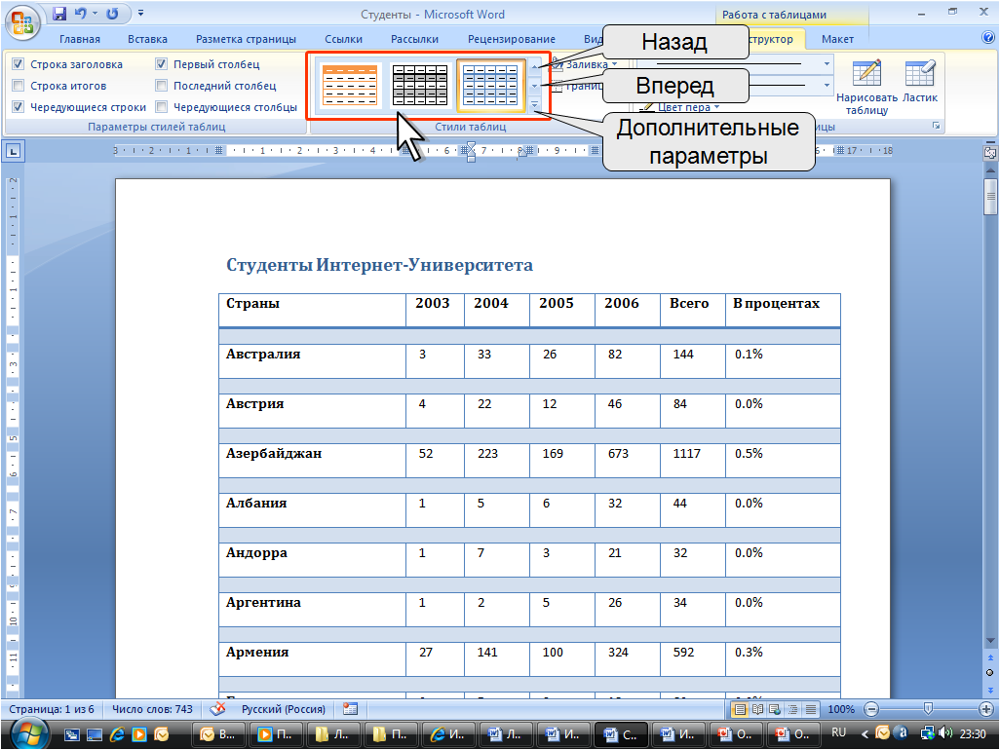 Студенты - Microsoft Word
Работа с таблицами
Главная Вставка Разметка страницы Ссылки Рассылки Рецензирование Макет
Назад
Вперед
Дополнительные
параметры
Строка заголовка
Первый столбец
Строка итогов
Последний столбец
Чередующиеся строки
Чередующиеся столбцы
Параметры стилей таблиц
Стили таблиц
Заливка
Цвет пера
Нарисовать
таблицу
Ластик
Студенты Интернет-Университета
Страны 2003 2004 2005 2006 Всего В процентах
Австралия 3 33 26 82 144 0.1%
Австрия 4 22 12 46 84 0.0%
Азербайджан 52 223 169 673 1117 0.5%
Албания 1 5 6 32 44 0.0%
Андорра 1 7 3 21 32 0.0%
Аргентина 1 2 5 26 34 0.0%
Армения 27 141 100 324 592 0.3%
Страница: 1 из 6 Число слов: 743 Русский (Россия) 100%
В... П... Л... П... И... Л... И... С... И... О... О... RU 23:30